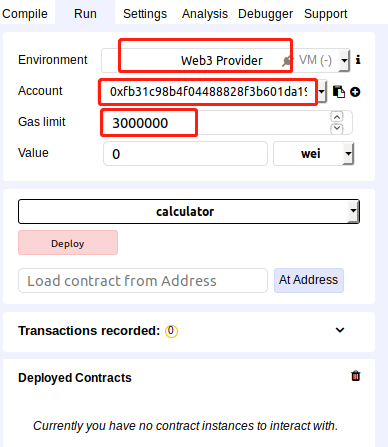 Compile Run Settings Analysis Debugger Support
Environment Web3 Provider VM (-) i
Account 0xfb31c98b4f04488828f3b601da19
Gas limit 3000000
Value 0 wei
calculator
Deploy
Load contract from Address At Address
Transactions recorded: 0
Deployed Contracts
Currently you have no contract instances to interact with.